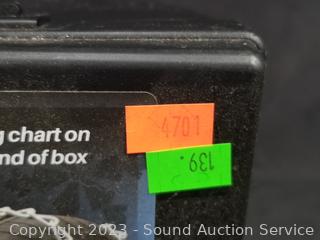 g chart on
nd of box
4701
139.
Copyright 2023 - Sound Auction Service